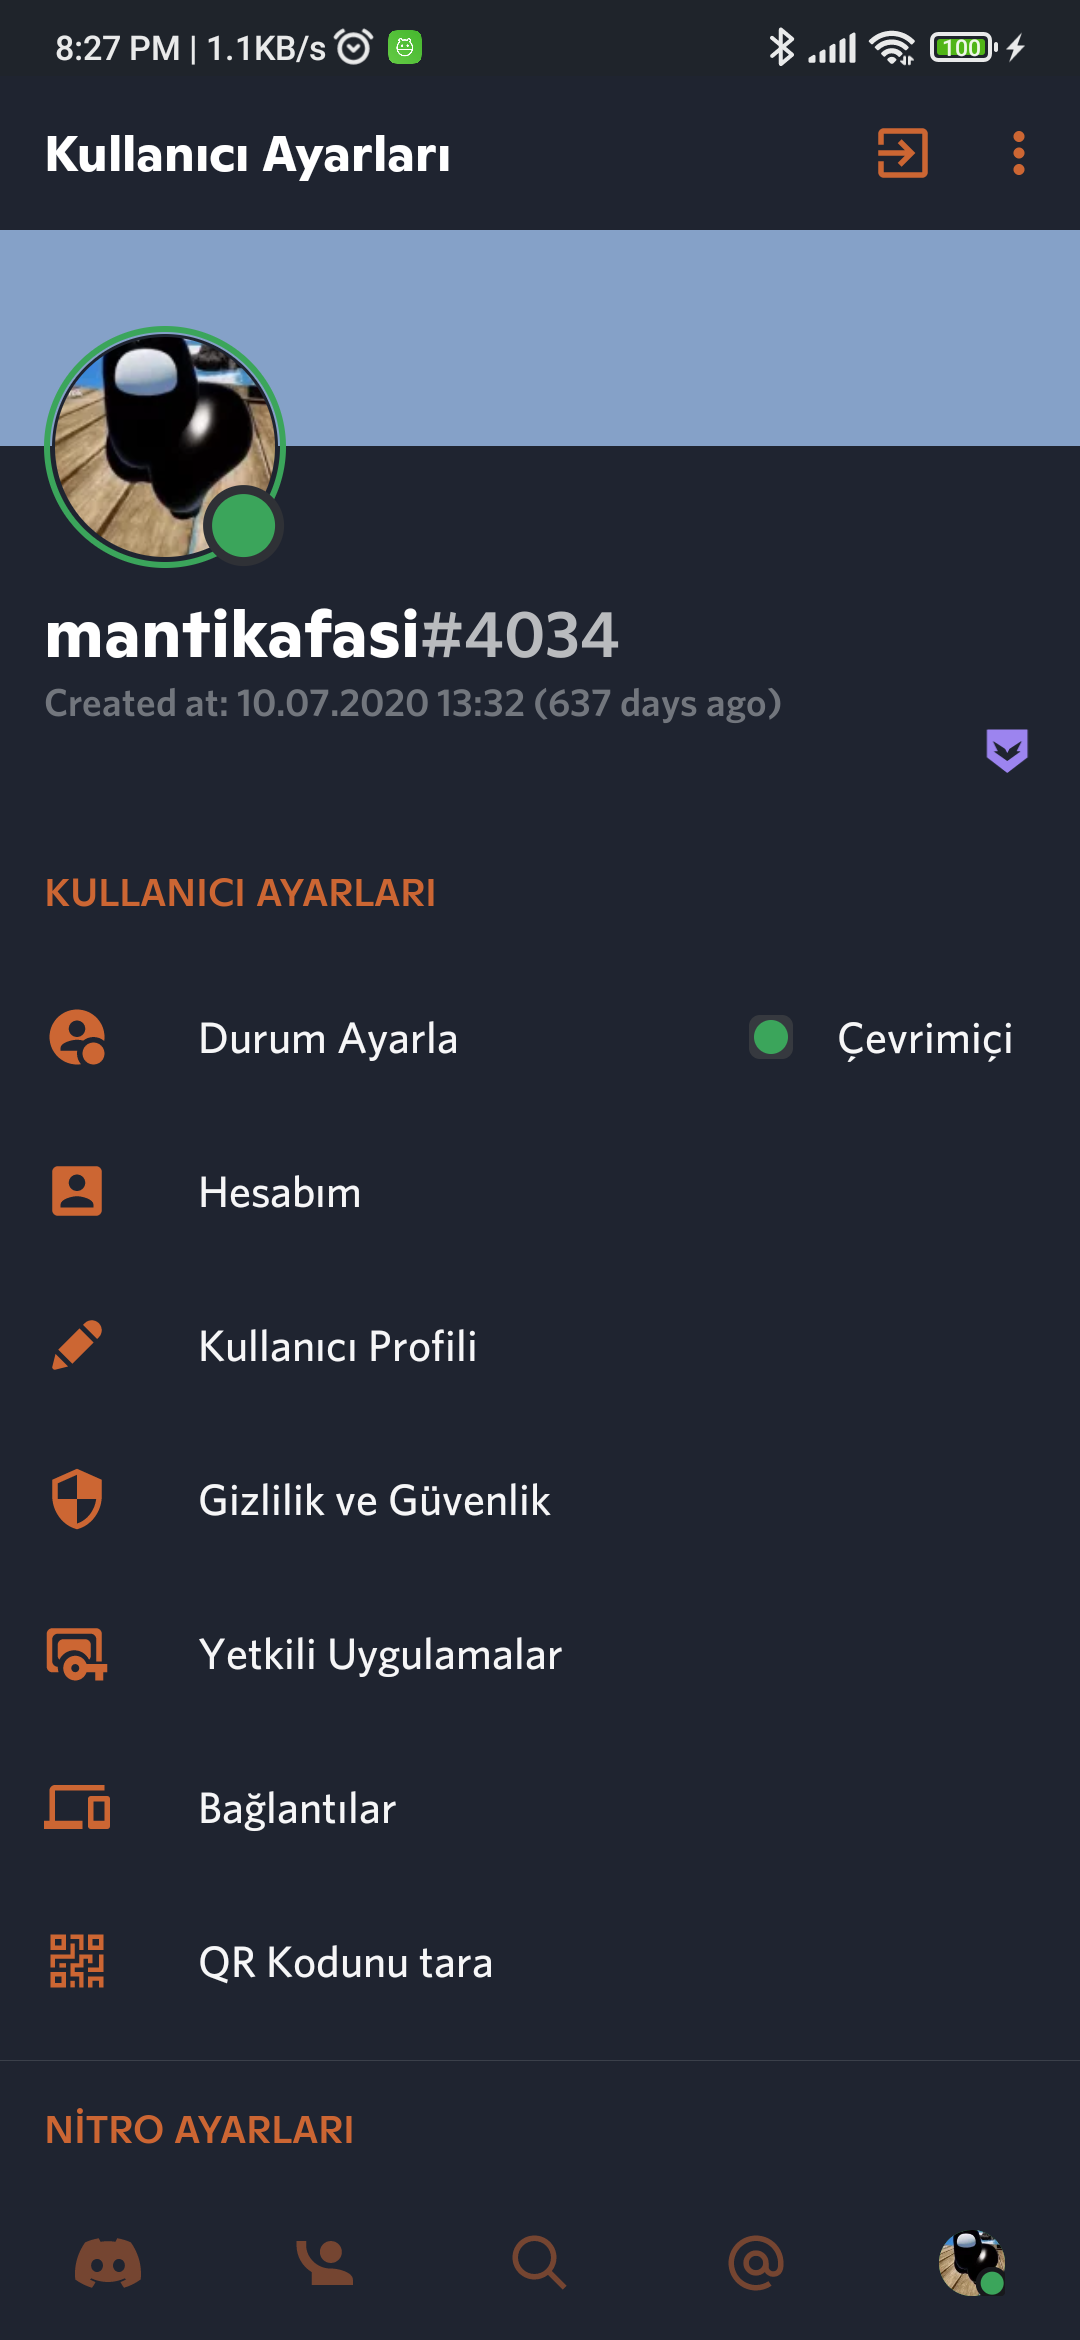 8:27 PM | 1.1KB/s 100
Kullanıcı Ayarları
mantikafasi#4034
Created at: 10.07.2020 13:32 (637 days ago)
KULLANICI AYARLARI
Durum Ayarla Çevrimiçi
Hesabım
Kullanıcı Profili
Gizlilik ve Güvenlik
Yetkili Uygulamalar
Bağlantılar
QR Kodunu tara
NİTRO AYARLARI